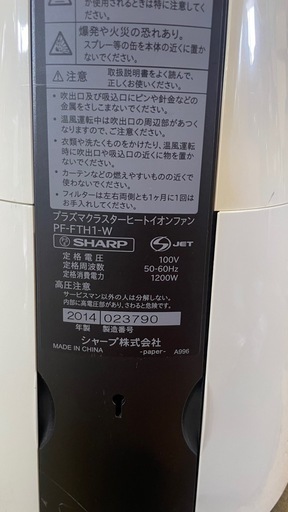 が使用されるときは特に注意してく
ださい。
爆発や火災の恐れあり。
スプレー等の缶を本体の近くに置か
ないでください。
注意
取扱説明書をよく読んで、
正しくお使いください。
• 吹出口及び吸込口にピンや針金などの
金属をさしこまないでください。
• 温風運転中は吹出口の周辺部があつく
なりますので、ご注意ください。
• 衣類や洗たくものをかけたり、温風運
転時に吹出口や吸込口の近くに物を置か
ないでください。
• カーテンなどの燃えやすいものの近くで
使わないでください。
• フィルターは左右両側とも1ヶ月に1回は
お手入れしてください。
プラズマクラスターヒートイオンファン
PF-FTH1-W
SHARP
JET
定格電圧 100V
定格周波数 50-60Hz
定格消費電力 1200W
高圧注意
サービスマン以外の人は分解しない。
内部に高電圧部があり、さわると危険です。
2014 023790
年製 製造番号
シャープ株式会社
MADE IN CHINA -paper- A996